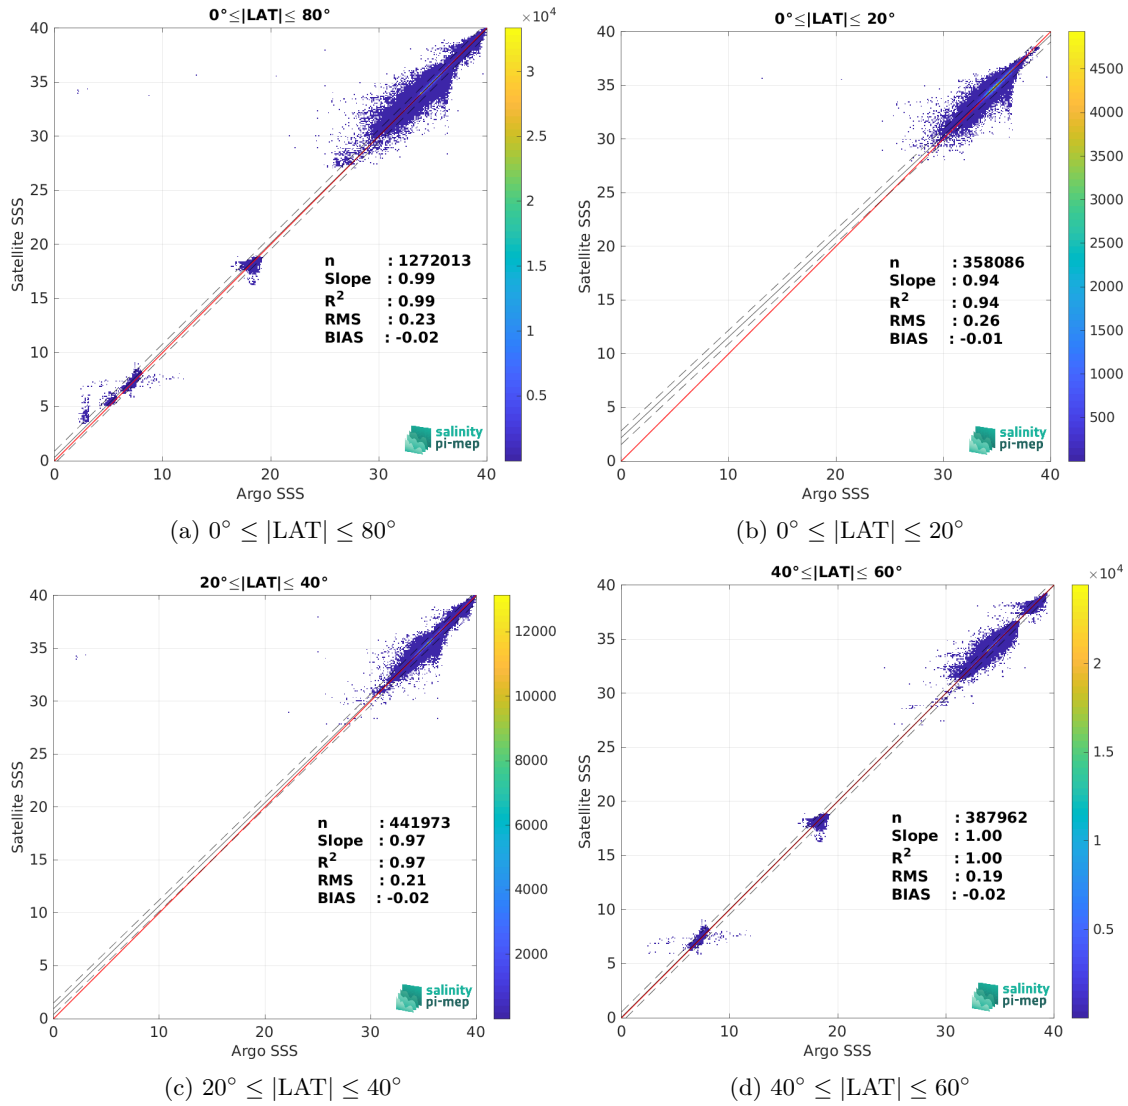 0°≤|LAT|≤ 80°
×10⁴
40
35
30
25
20
15
10
5
0
0 10 20 30 40
Satellite SSS
Argo SSS
n : 1272013
Slope : 0.99
R² : 0.99
RMS : 0.23
BIAS : -0.02
3
2.5
2
1.5
1
0.5
salinity
pi-mep
(a) 0° ≤ |LAT| ≤ 80°
0°≤|LAT|≤ 20°
40
35
30
25
20
15
10
5
0
0 10 20 30 40
Satellite SSS
Argo SSS
n : 358086
Slope : 0.94
R² : 0.94
RMS : 0.26
BIAS : -0.01
4500
4000
3500
3000
2500
2000
1500
1000
500
salinity
pi-mep
(b) 0° ≤ |LAT| ≤ 20°
20°≤|LAT|≤ 40°
40
35
30
25
20
15
10
5
0
0 10 20 30 40
Satellite SSS
Argo SSS
n : 441973
Slope : 0.97
R² : 0.97
RMS : 0.21
BIAS : -0.02
12000
10000
8000
6000
4000
2000
salinity
pi-mep
(c) 20° ≤ |LAT| ≤ 40°
40°≤|LAT|≤ 60°
×10⁴
40
35
30
25
20
15
10
5
0
0 10 20 30 40
Satellite SSS
Argo SSS
n : 387962
Slope : 1.00
R² : 1.00
RMS : 0.19
BIAS : -0.02
2
1.5
1
0.5
salinity
pi-mep
(d) 40° ≤ |LAT| ≤ 60°